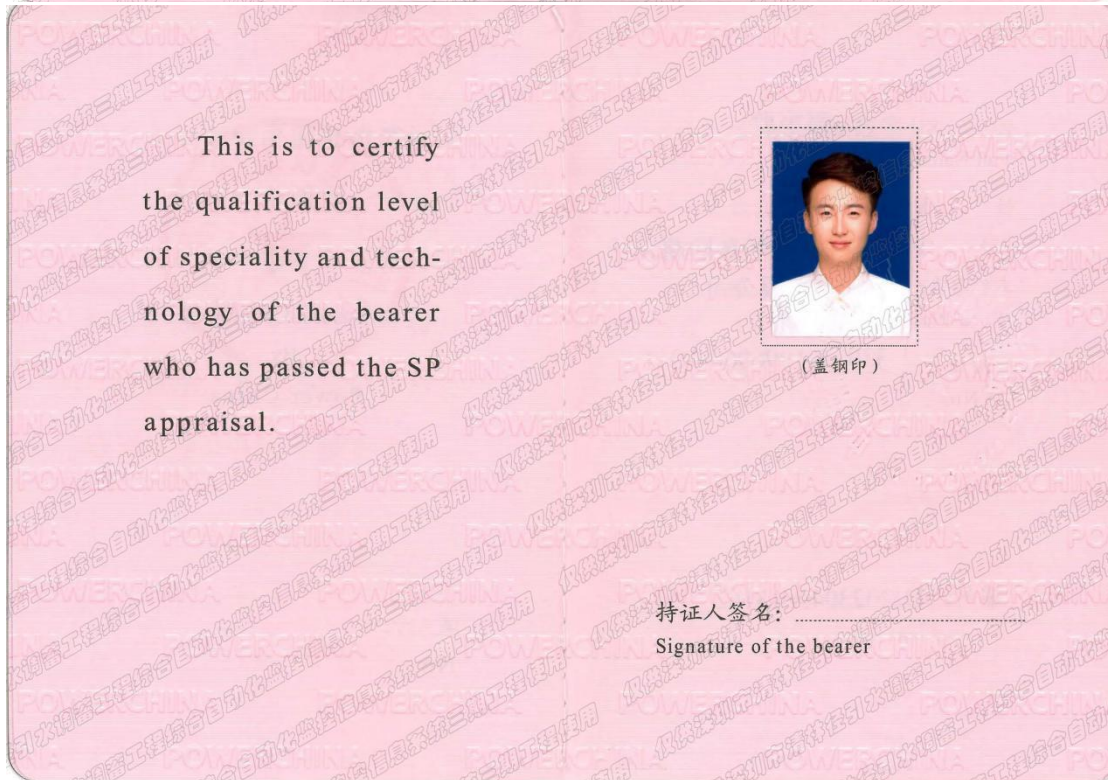 This is to certify
the qualification level
of speciality and tech-
nology of the bearer
who has passed the SP
appraisal.
(盖钢印)
持证人签名:
Signature of the bearer
POWERCHINA
仅供深圳市清林径引水调蓄工程综合自动化监控信息系统三期工程使用